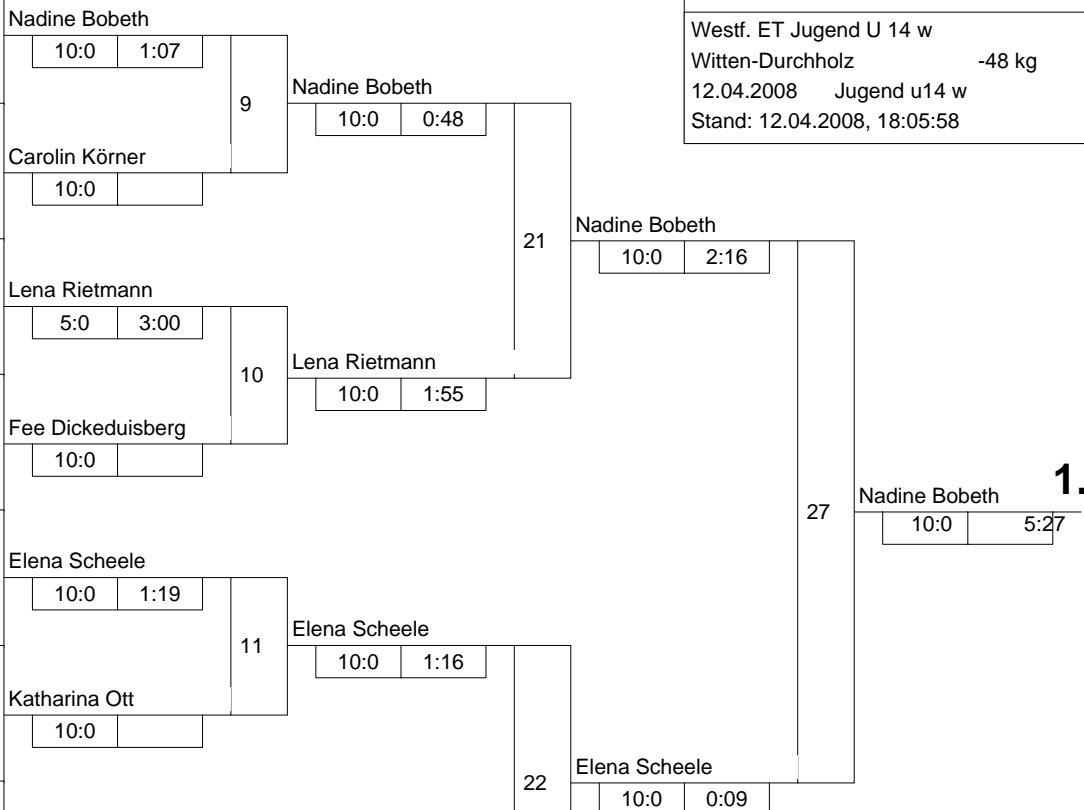 Nadine Bobeth
10:0 1:07
Westf. ET Jugend U 14 w
Witten-Durchholz -48 kg
12.04.2008 Jugend u14 w
Stand: 12.04.2008, 18:05:58
9
Nadine Bobeth
10:0 0:48
Carolin Körner
10:0
21
Nadine Bobeth
10:0 2:16
Lena Rietmann
5:0 3:00
10
Lena Rietmann
10:0 1:55
Fee Dickeduisberg
10:0
27
Nadine Bobeth 1.
10:0 5:27
Elena Scheele
10:0 1:19
11
Elena Scheele
10:0 1:16
Katharina Ott
10:0
22
Elena Scheele
10:0 0:09